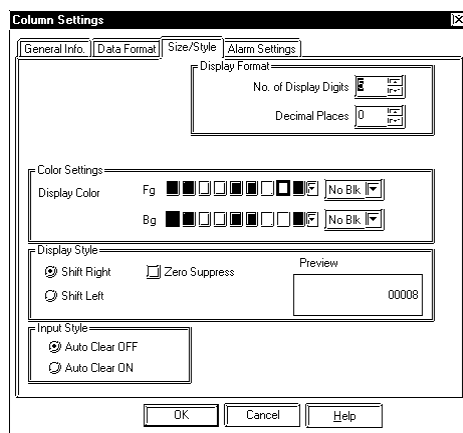 Column Settings
General Info. Data Format Size/Style Alarm Settings
Display Format
No. of Display Digits
Decimal Places 0
Color Settings
Display Color Fg No Blk
Bg No Blk
Display Style
Shift Right Zero Suppress Preview
Shift Left 00008
Input Style
Auto Clear OFF
Auto Clear ON
OK Cancel Help